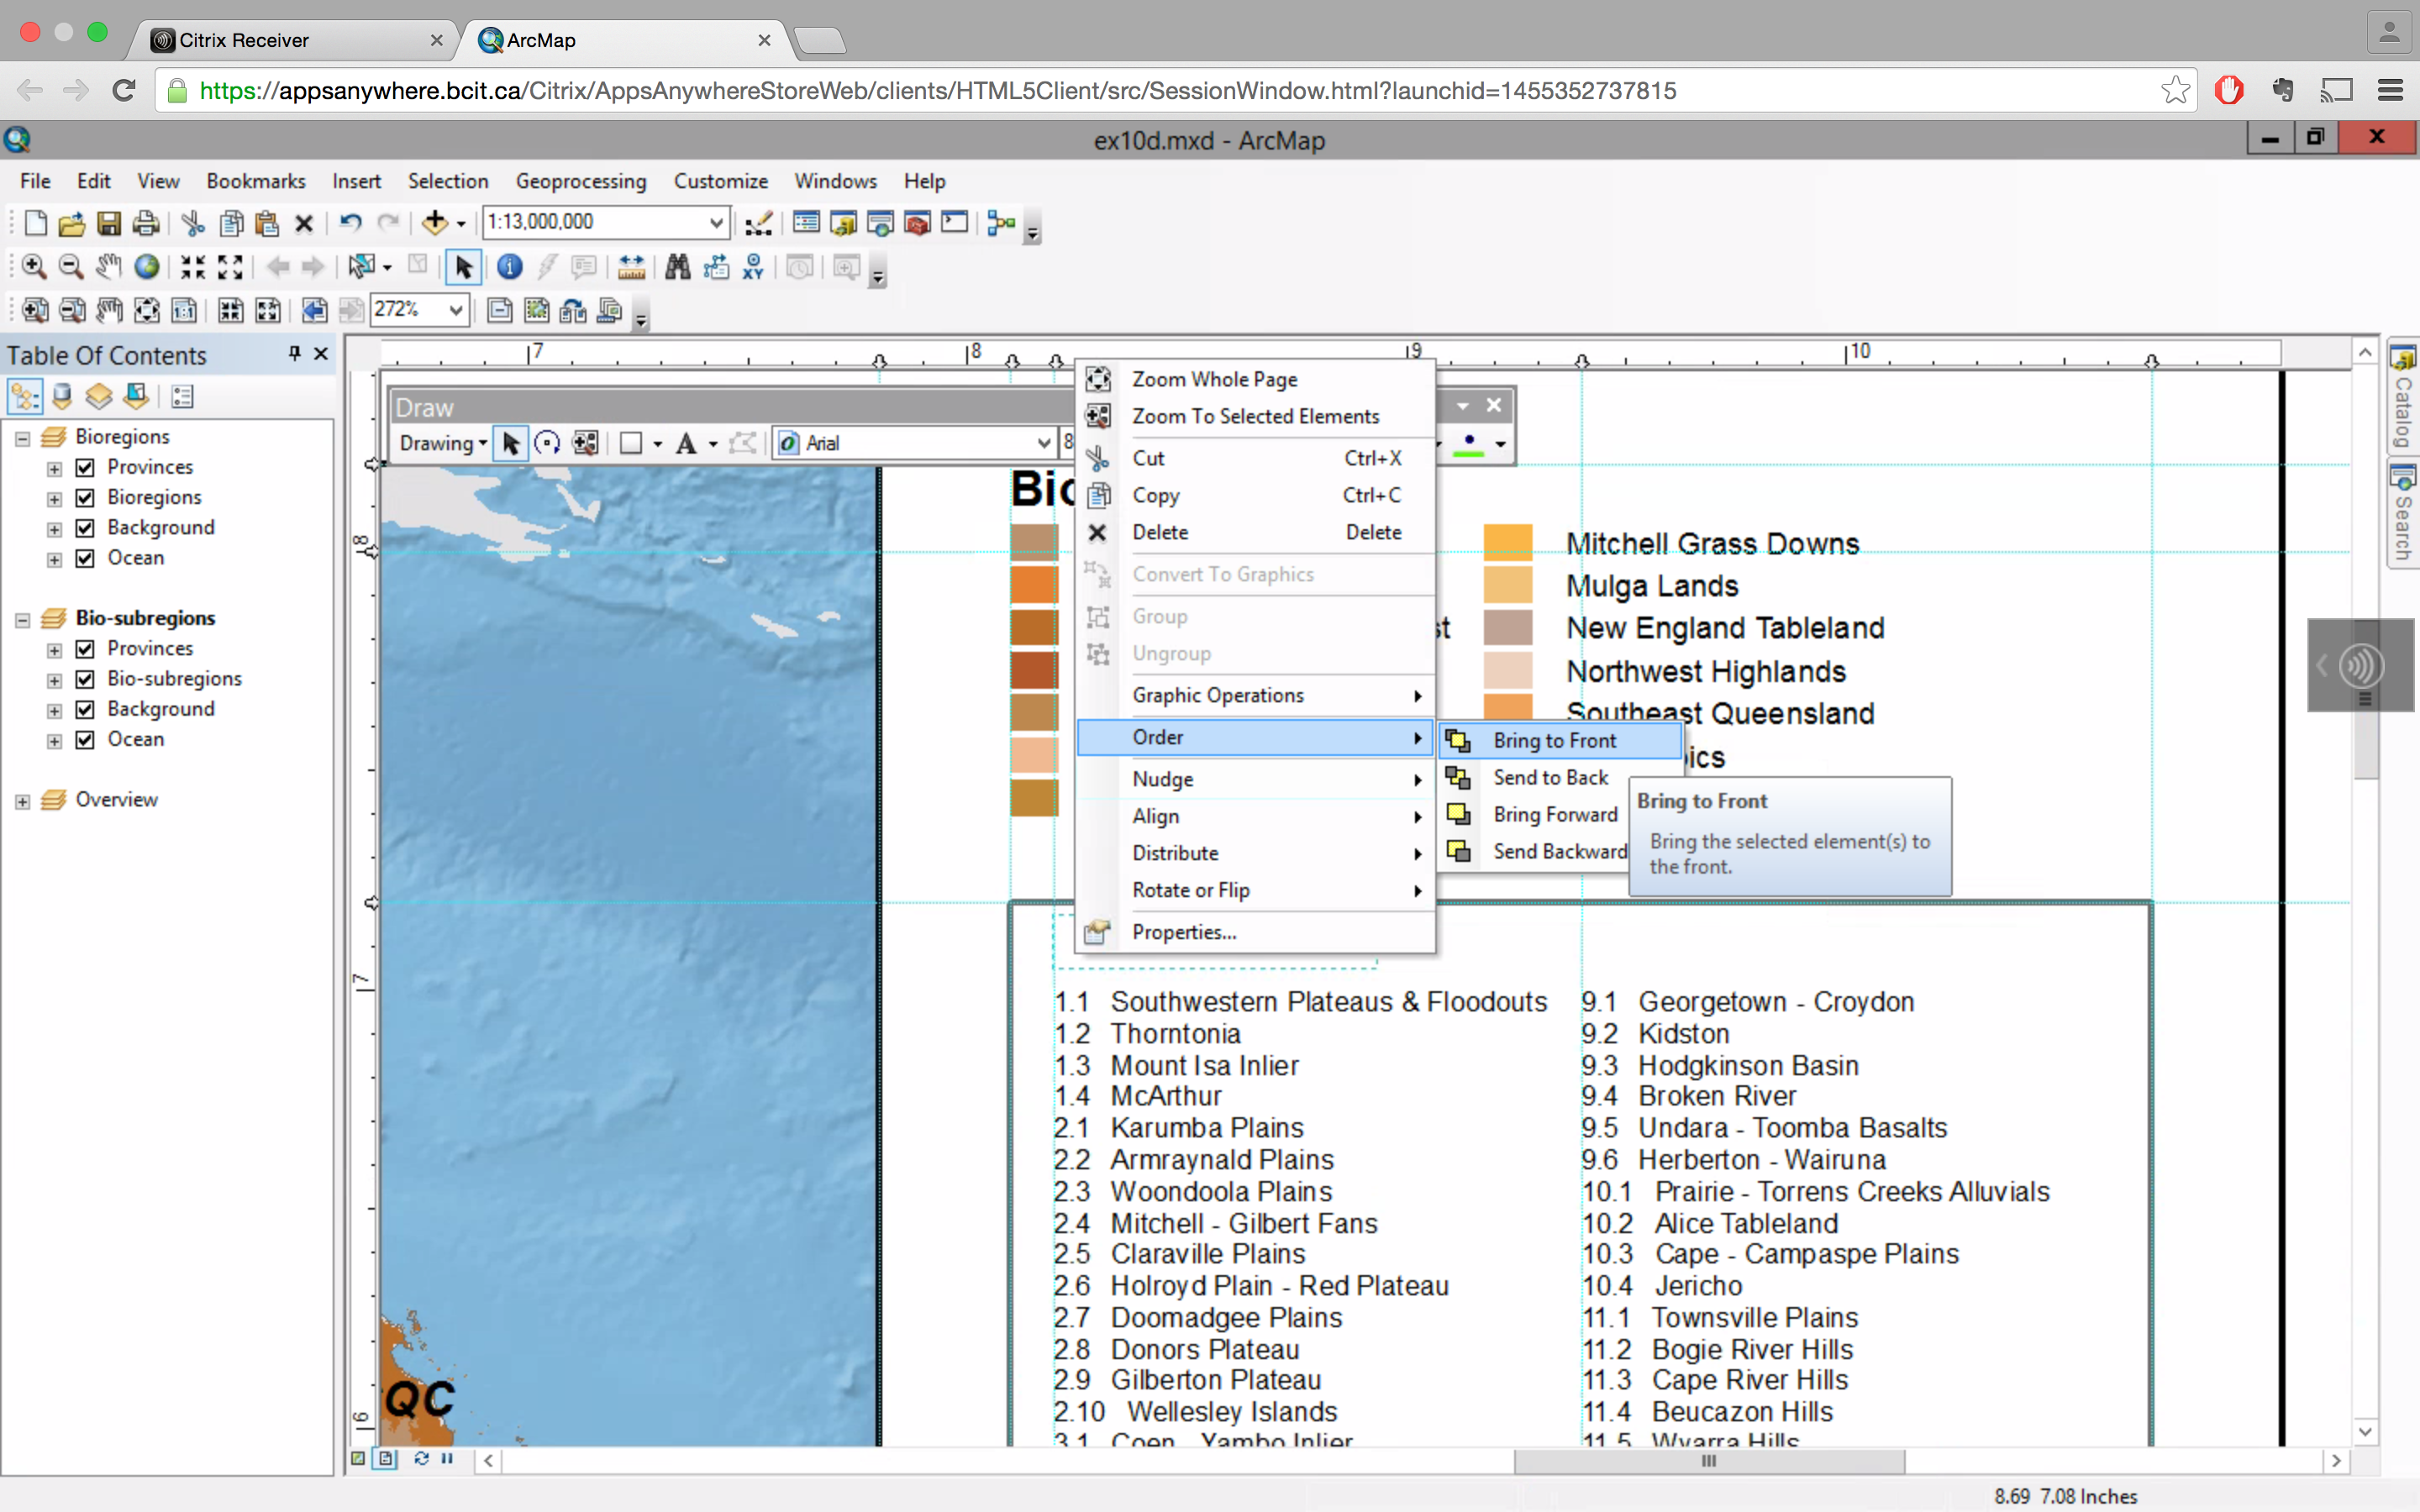 Citrix Receiver
ArcMap
https://appsanywhere.bcit.ca/Citrix/AppsAnywhereStoreWeb/clients/HTML5Client/src/SessionWindow.html?launchid=1455352737815
ex10d.mxd - ArcMap
File Edit View Bookmarks Insert Selection Geoprocessing Customize Windows Help
1:13,000,000
XY
1:1
272%
Table Of Contents
Bioregions
Provinces
Bioregions
Background
Ocean
Bio-subregions
Provinces
Bio-subregions
Background
Ocean
Overview
7 8 9 10
8
7
6
Draw
Drawing
A
Arial
8
Zoom Whole Page
Zoom To Selected Elements
Cut Ctrl+X
Copy Ctrl+C
Delete Delete
Convert To Graphics
Group
Ungroup
Graphic Operations
Order
Nudge
Align
Distribute
Rotate or Flip
Properties...
Bring to Front
Send to Back
Bring Forward
Send Backward
Bring to Front
Bring the selected element(s) to
the front.
Mitchell Grass Downs
Mulga Lands
New England Tableland
Northwest Highlands
Southeast Queensland
1.1 Southwestern Plateaus & Floodouts
1.2 Thorntonia
1.3 Mount Isa Inlier
1.4 McArthur
2.1 Karumba Plains
2.2 Armraynald Plains
2.3 Woondoola Plains
2.4 Mitchell - Gilbert Fans
2.5 Claraville Plains
2.6 Holroyd Plain - Red Plateau
2.7 Doomadgee Plains
2.8 Donors Plateau
2.9 Gilberton Plateau
2.10 Wellesley Islands
3.1 Coen - Yambo Inlier
9.1 Georgetown - Croydon
9.2 Kidston
9.3 Hodgkinson Basin
9.4 Broken River
9.5 Undara - Toomba Basalts
9.6 Herberton - Wairuna
10.1 Prairie - Torrens Creeks Alluvials
10.2 Alice Tableland
10.3 Cape - Campaspe Plains
10.4 Jericho
11.1 Townsville Plains
11.2 Bogie River Hills
11.3 Cape River Hills
11.4 Beucazon Hills
11.5 Wyarra Hills
QC
Catalog
Search
8.69 7.08 Inches